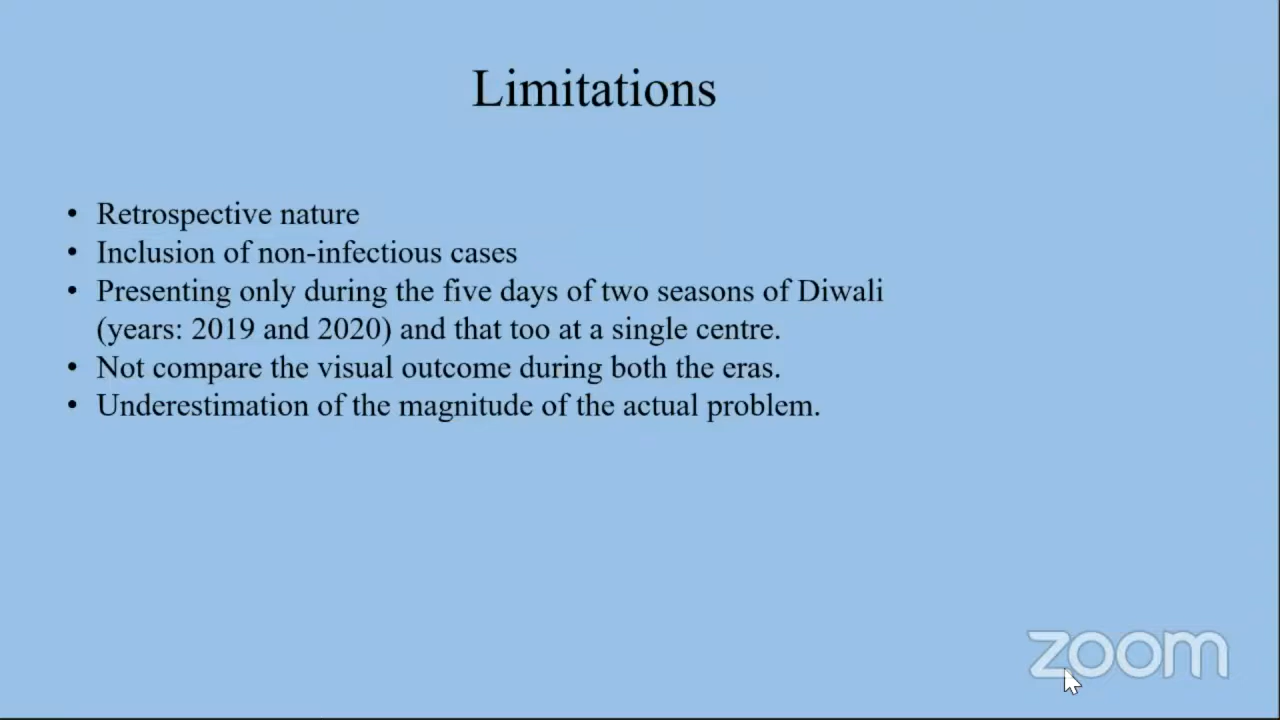 Limitations
• Retrospective nature
• Inclusion of non-infectious cases
• Presenting only during the five days of two seasons of Diwali
(years: 2019 and 2020) and that too at a single centre.
• Not compare the visual outcome during both the eras.
• Underestimation of the magnitude of the actual problem.
zoom